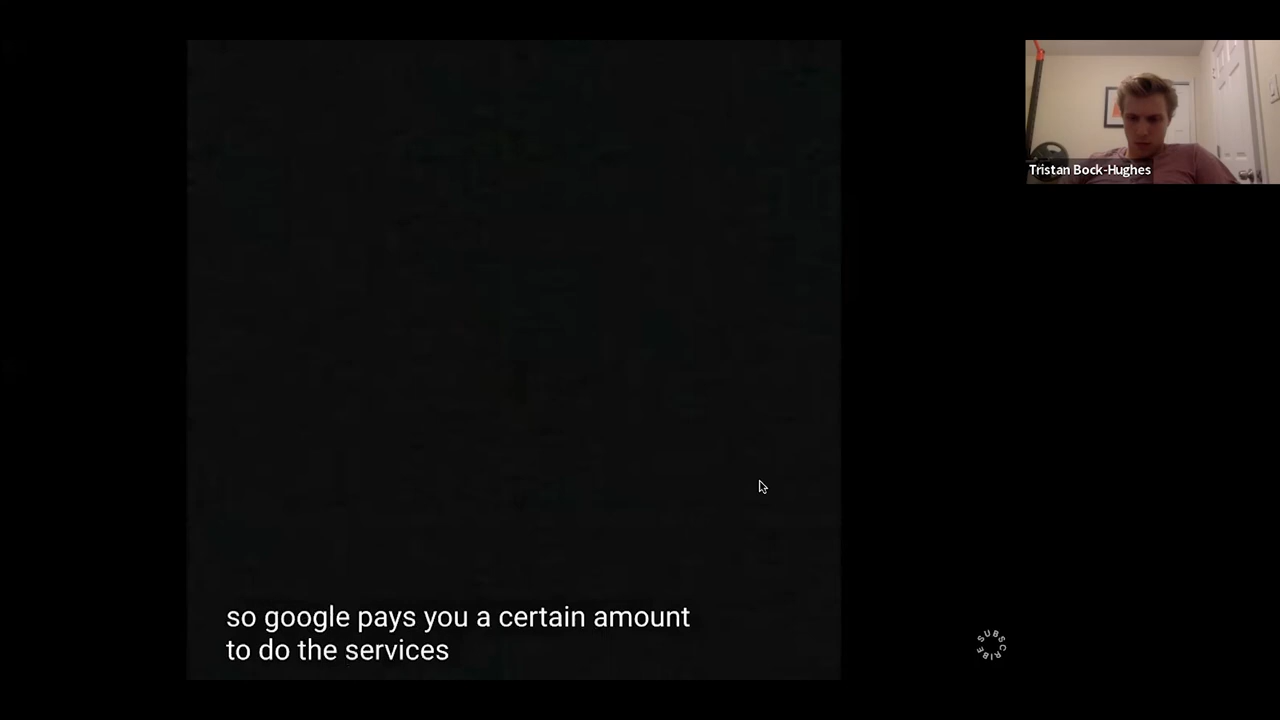 Tristan Bock-Hughes
so google pays you a certain amount
to do the services
SUBSCRIBE